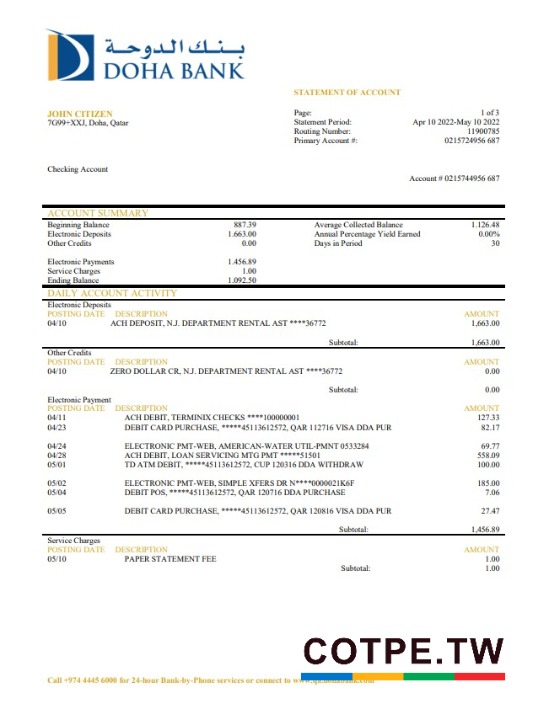 بنك الدوحة
DOHA BANK
STATEMENT OF ACCOUNT
JOHN CITIZEN
7G99+XXJ, Doha, Qatar
Page: 1 of 3
Statement Period: Apr 10 2022-May 10 2022
Routing Number: 11900785
Primary Account #: 0215724956 687
Checking Account
Account # 0215744956 687
ACCOUNT SUMMARY
Beginning Balance 887.39 Average Collected Balance 1.126.48
Electronic Deposits 1.663.00 Annual Percentage Yield Earned 0.00%
Other Credits 0.00 Days in Period 30
Electronic Payments 1.456.89
Service Charges 1.00
Ending Balance 1.092.50
DAILY ACCOUNT ACTIVITY
Electronic Deposits
POSTING DATE DESCRIPTION AMOUNT
04/10 ACH DEPOSIT, N.J. DEPARTMENT RENTAL AST ****36772 1,663.00
Subtotal: 1,663.00
Other Credits
POSTING DATE DESCRIPTION AMOUNT
04/10 ZERO DOLLAR CR, N.J. DEPARTMENT RENTAL AST ****36772 0.00
Subtotal: 0.00
Electronic Payment
POSTING DATE DESCRIPTION AMOUNT
04/11 ACH DEBIT, TERMINIX CHECKS ****100000001 127.33
04/23 DEBIT CARD PURCHASE, *****45113612572, QAR 112716 VISA DDA PUR 82.17
04/24 ELECTRONIC PMT-WEB, AMERICAN-WATER UTIL-PMNT 0533284 69.77
04/28 ACH DEBIT, LOAN SERVICING MTG PMT *****51501 558.09
05/01 TD ATM DEBIT, *****45113612572, CUP 120316 DDA WITHDRAW 100.00
05/02 ELECTRONIC PMT-WEB, SIMPLE XFERS DR N****0000021K6F 185.00
05/04 DEBIT POS, *****45113612572, QAR 120716 DDA PURCHASE 7.06
05/05 DEBIT CARD PURCHASE, *****45113612572, QAR 120816 VISA DDA PUR 27.47
Subtotal: 1,456.89
Service Charges
POSTING DATE DESCRIPTION AMOUNT
05/10 PAPER STATEMENT FEE 1.00
Subtotal: 1.00
COTPE.TW
Call +974 4445 6000 for 24-hour Bank-by-Phone services or connect to